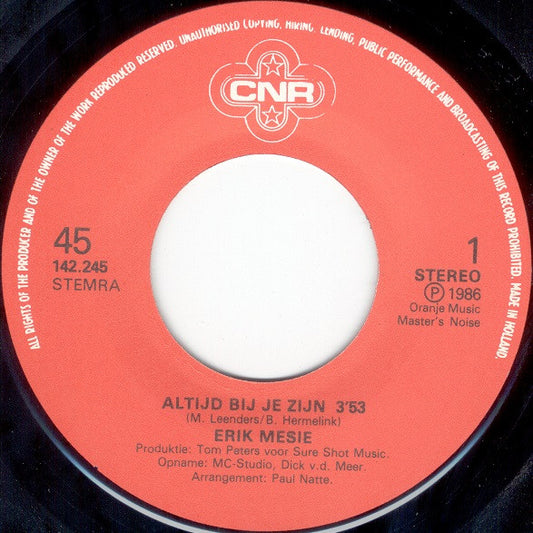 ALL RIGHTS OF THE PRODUCER AND OF THE OWNER OF THE WORK REPRODUCED RESERVED. UNAUTHORISED COPYING, HIRING, LENDING, PUBLIC PERFORMANCE AND BROADCASTING OF THIS RECORD PROHIBITED. MADE IN HOLLAND.
CNR
45
142.245
STEMRA
1
STEREO
Ⓟ 1986
Oranje Music
Master's Noise
ALTIJD BIJ JE ZIJN 3'53
(M. Leenders/B. Hermelink)
ERIK MESIE
Produktie: Tom Paters voor Sure Shot Music.
Opname: MC-Studio, Dick v.d. Meer.
Arrangement: Paul Natte.